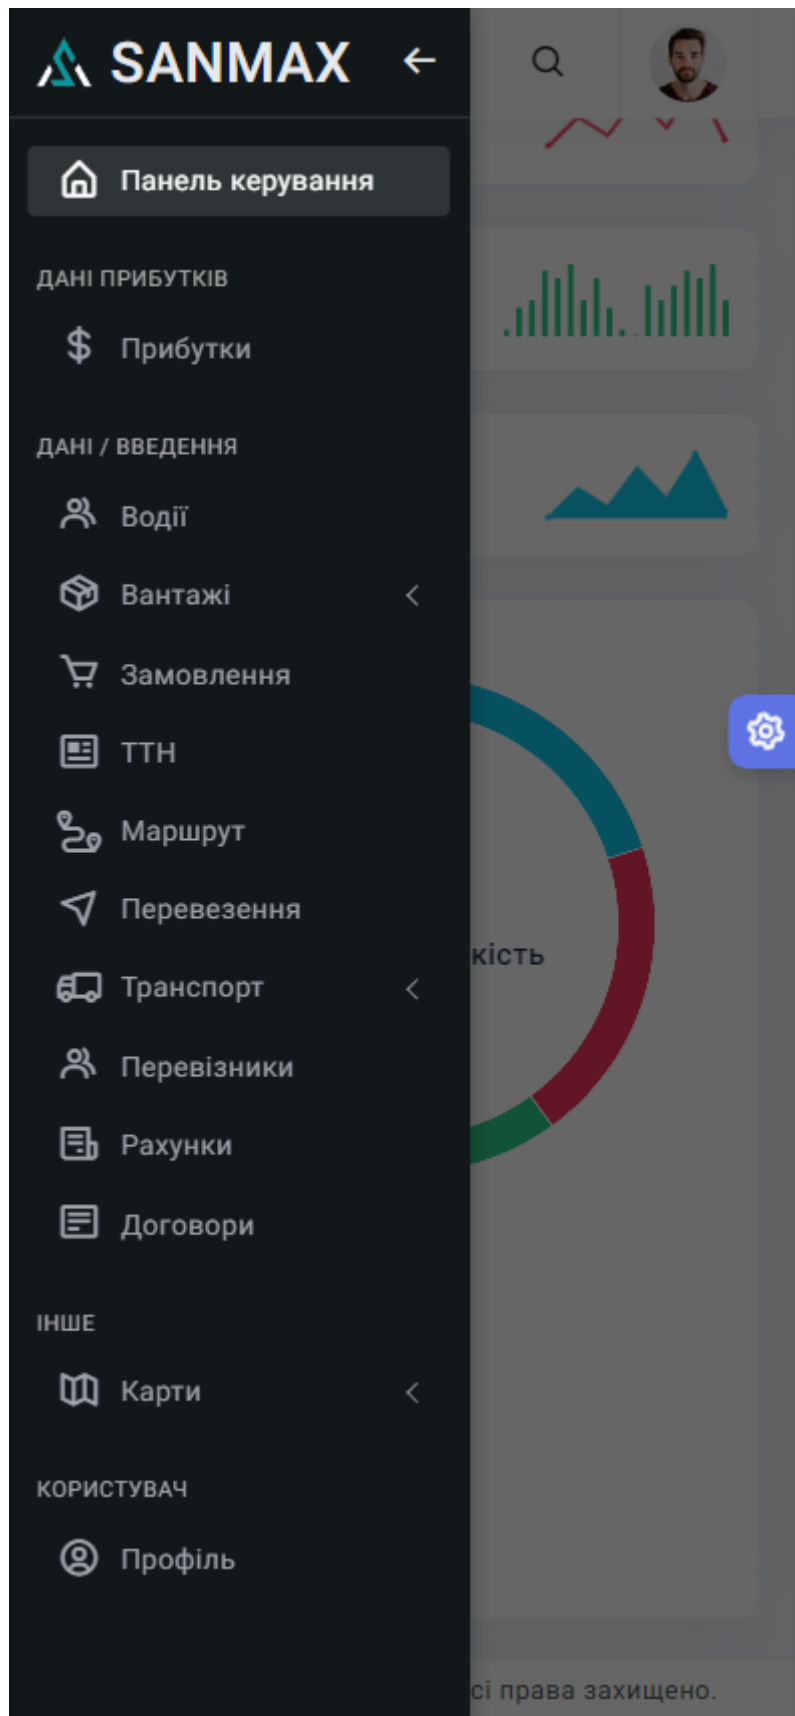 SANMAX
Панель керування
ДАНІ ПРИБУТКІВ
Прибутки
ДАНІ / ВВЕДЕННЯ
Водії
Вантажі
Замовлення
ТТН
Маршрут
Перевезення
кість
Транспорт
Перевізники
Рахунки
Договори
ІНШЕ
Карти
КОРИСТУВАЧ
Профіль
сі права захищено.